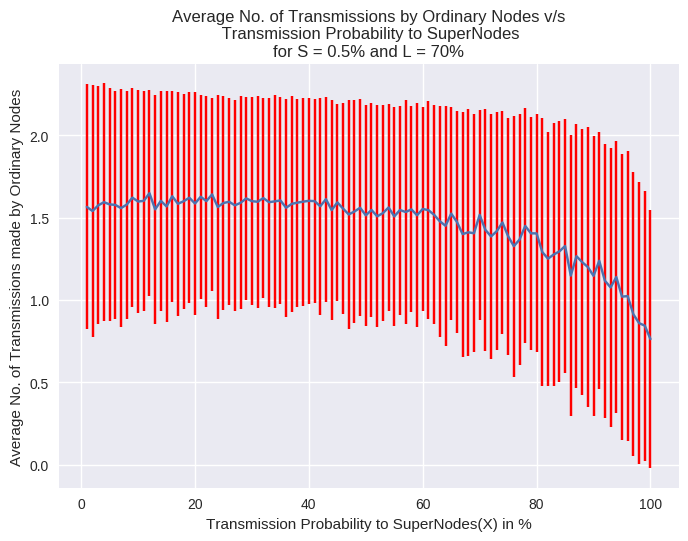 Average No. of Transmissions by Ordinary Nodes v/s
Transmission Probability to SuperNodes
for S = 0.5% and L = 70%
Average No. of Transmissions made by Ordinary Nodes
2.0
1.5
1.0
0.5
0.0
0 20 40 60 80 100
Transmission Probability to SuperNodes(X) in %